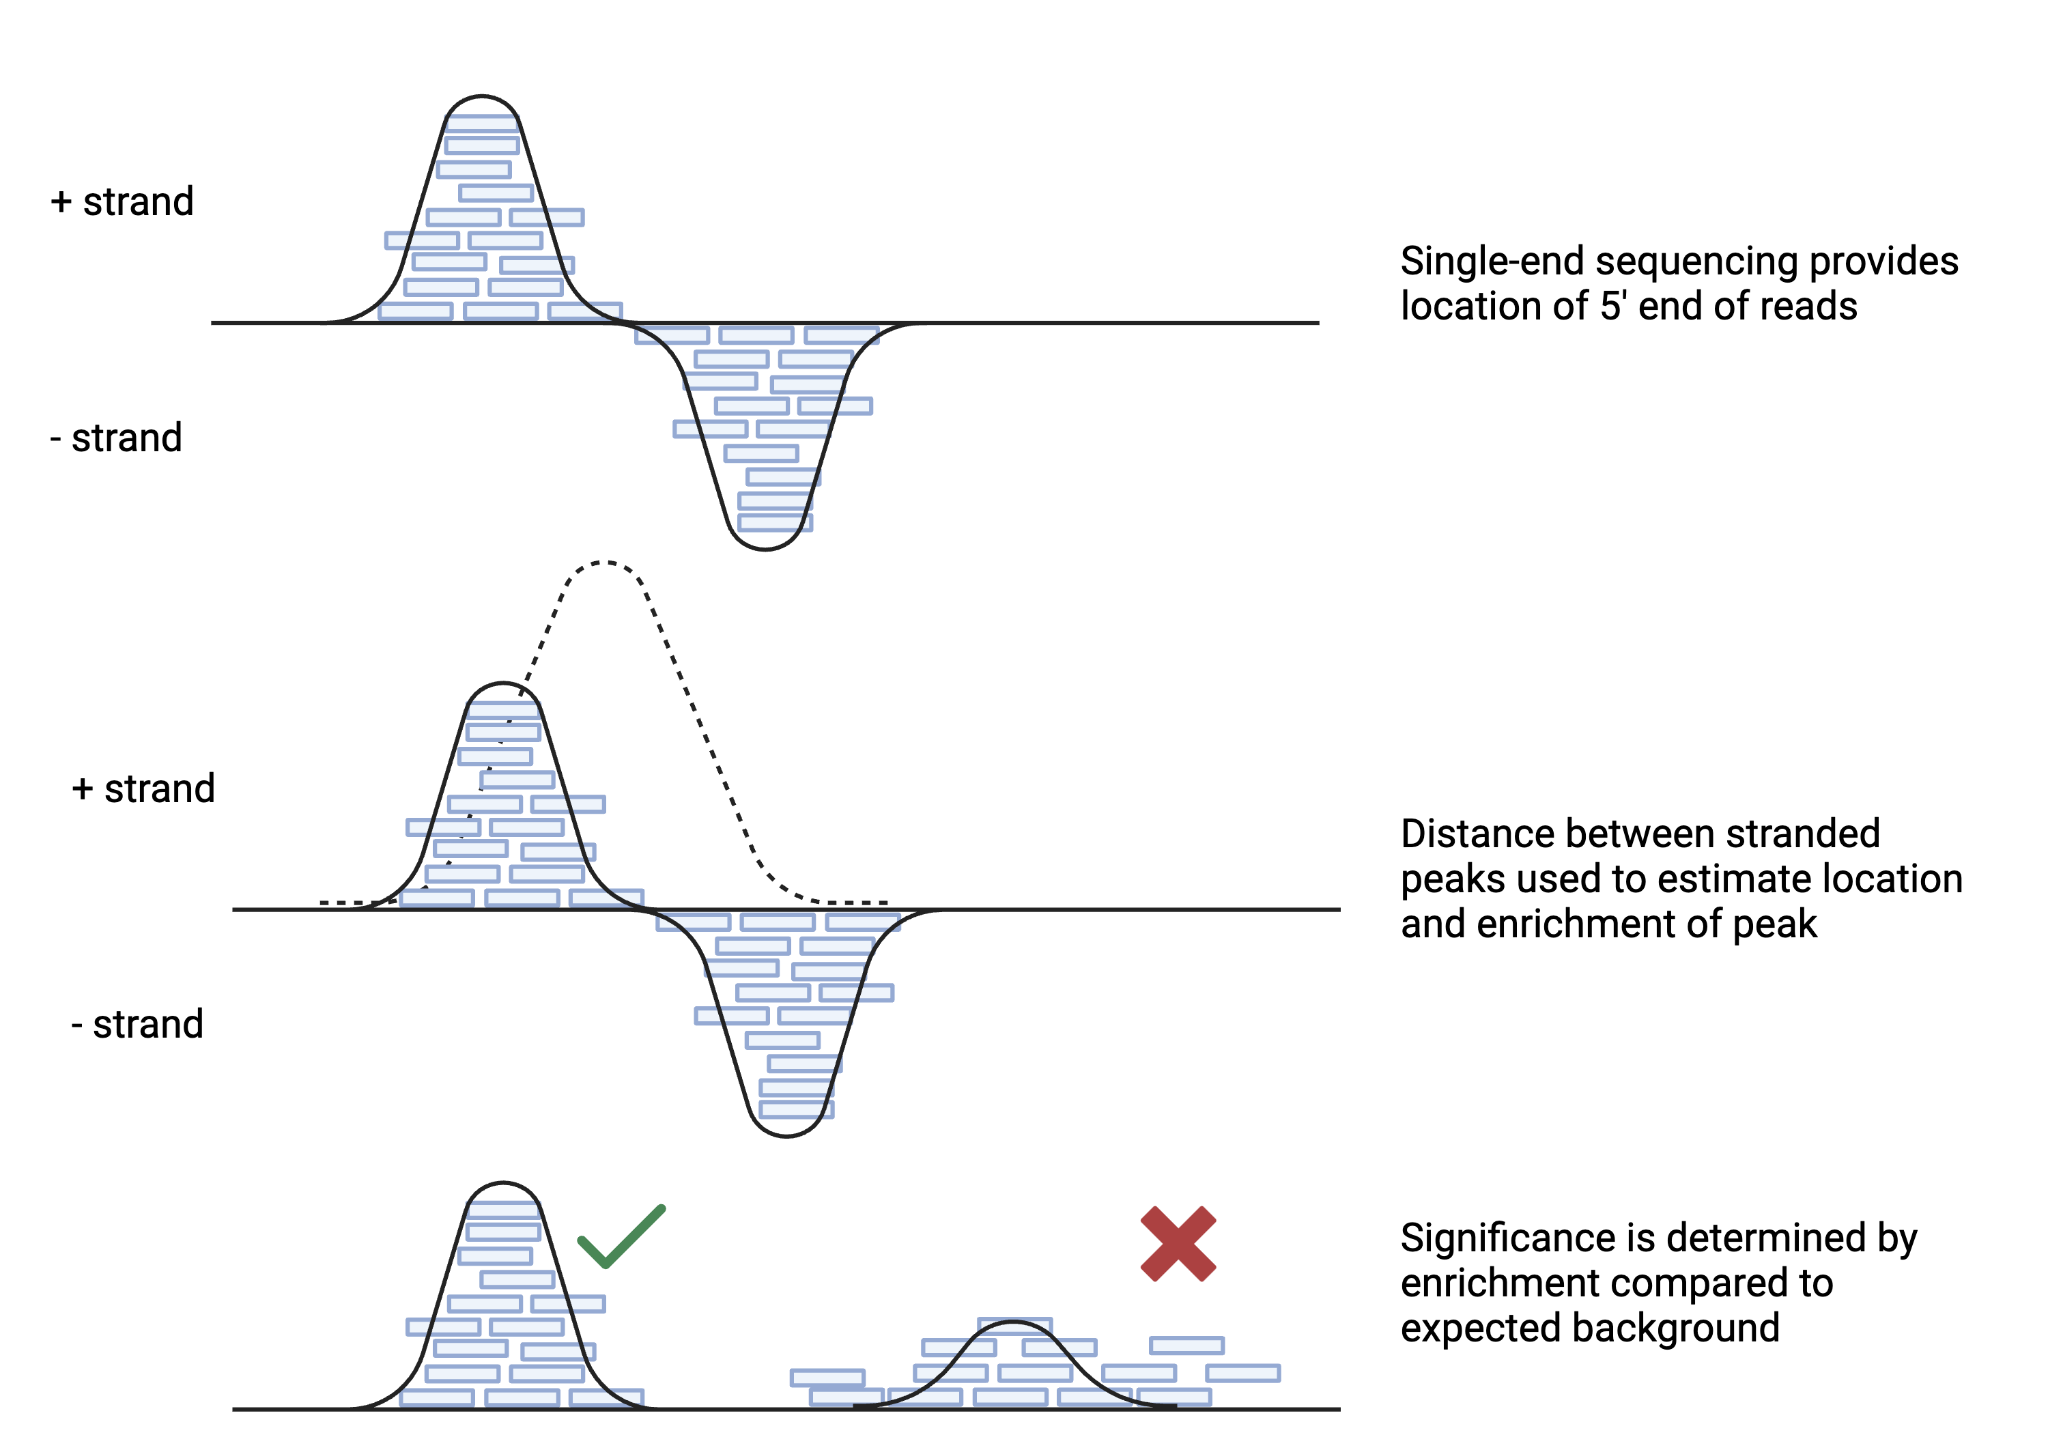 + strand
Single-end sequencing provides
location of 5' end of reads
- strand
+ strand
Distance between stranded
peaks used to estimate location
and enrichment of peak
- strand
Significance is determined by
enrichment compared to
expected background